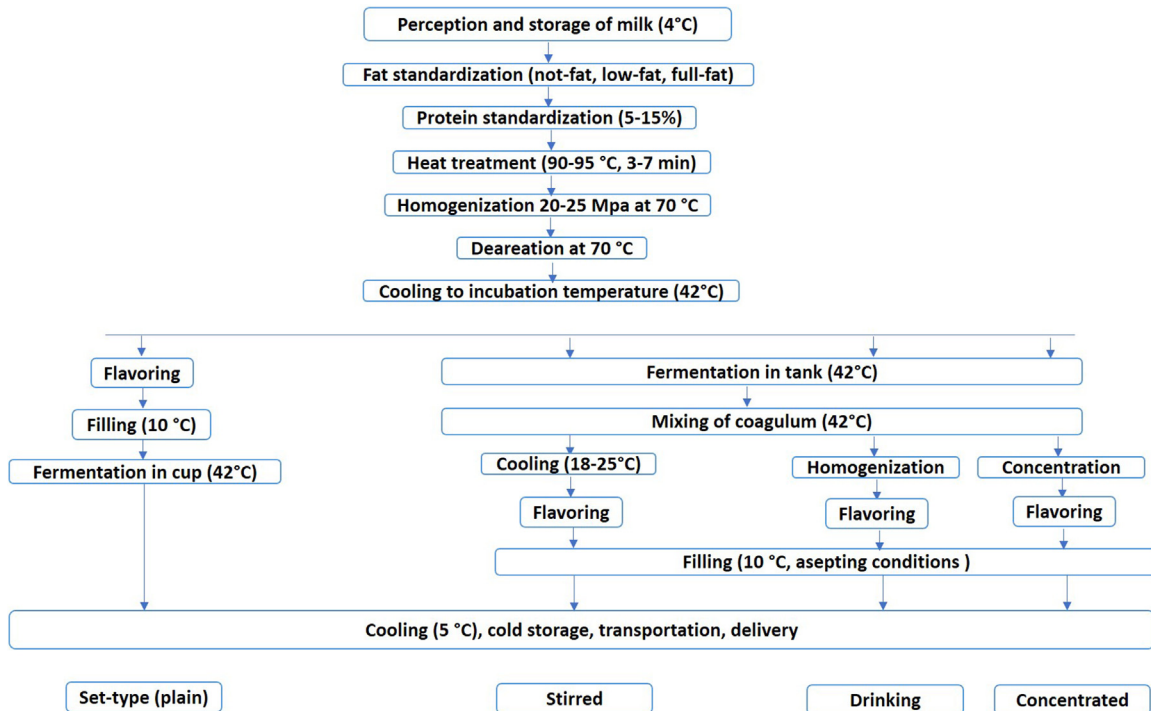 Perception and storage of milk (4°C)
Fat standardization (not-fat, low-fat, full-fat)
Protein standardization (5-15%)
Heat treatment (90-95 °C, 3-7 min)
Homogenization 20-25 Mpa at 70 °C
Deareation at 70 °C
Cooling to incubation temperature (42°C)
Flavoring
Fermentation in tank (42°C)
Filling (10 °C)
Mixing of coagulum (42°C)
Fermentation in cup (42°C)
Cooling (18-25°C)
Homogenization
Concentration
Flavoring
Flavoring
Flavoring
Filling (10 °C, asepting conditions )
Cooling (5 °C), cold storage, transportation, delivery
Set-type (plain)
Stirred
Drinking
Concentrated